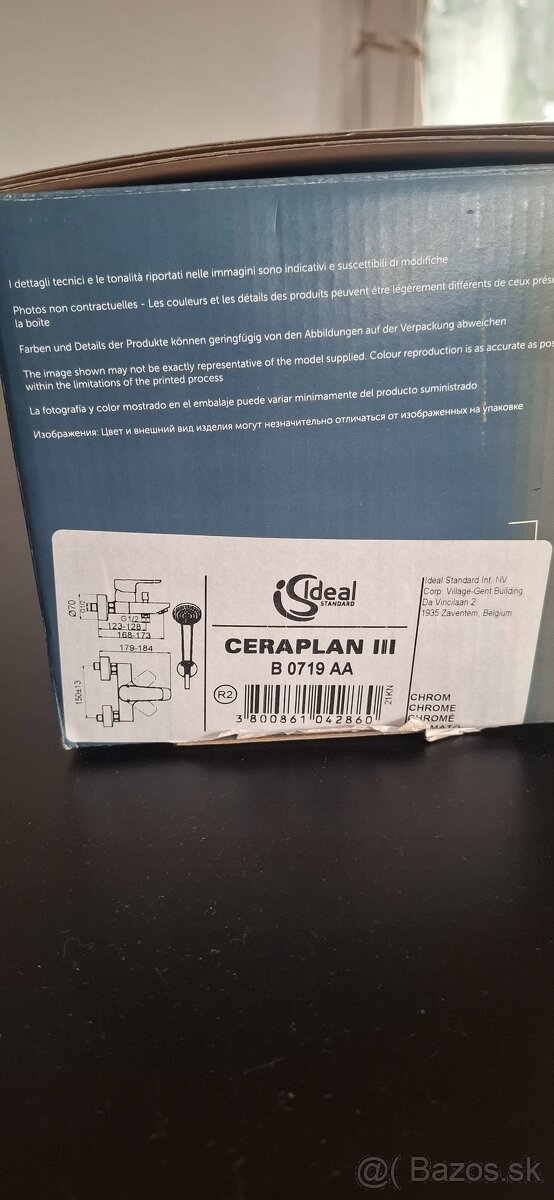 I dettagli tecnici e le tonalità riportati nelle immagini sono indicativi e suscettibili di modifiche
Photos non contractuelles - Les couleurs et les détails des produits peuvent être légèrement différents de ceux
la boite
Farben und Details der Produkte können geringfügig von den Abbildungen auf der Verpackung abweichen
The image shown may not be exactly representative of the model supplied. Colour reproduction is as accurate as
within the limitations of the printed process
La fotografía y color mostrado en el embalaje puede variar minimamente del producto suministrado
Изображения: Цвет и внешний вид изделия могут незначительно отличаться от изображенных на упаковке
Ø70
G1/2
G1/2
123-128
168-173
179-184
150±13
Ideal
STANDARD
CERAPLAN III
B 0719 AA
R2
3 800861 042860
21KN
Ideal Standard Int. NV
Corp. Village-Gent Building
Da Vincilaan 2
1935 Zaventem, Belgium
CHROM
CHROME
CHROMÉ
@( Bazos.sk